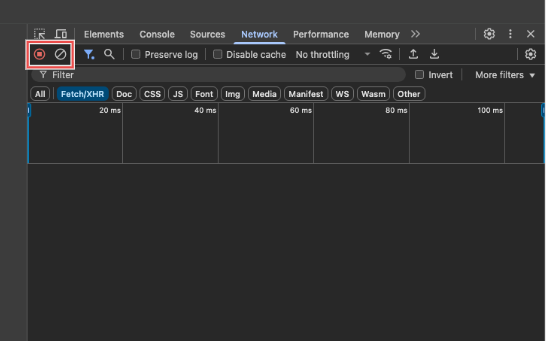 Elements Console Sources Network Performance Memory
Preserve log Disable cache No throttling
Filter Invert More filters
All Fetch/XHR Doc CSS JS Font Img Media Manifest WS Wasm Other
20 ms 40 ms 60 ms 80 ms 100 ms